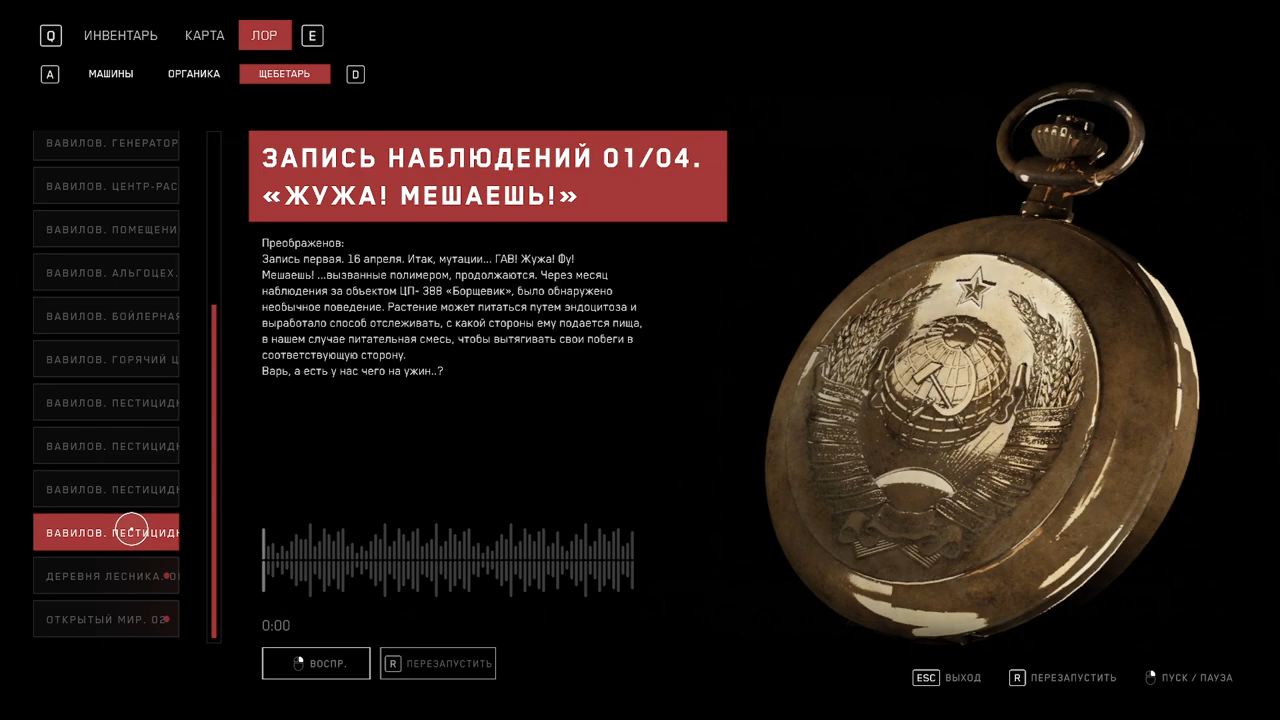 Q ИНВЕНТАРЬ КАРТА ЛОР E
A МАШИНЫ ОРГАНИКА ЩЕБЕТАРЬ D
ВАВИЛОВ. ГЕНЕРАТОР
ВАВИЛОВ. ЦЕНТР-РАС
ВАВИЛОВ. ПОМЕЩЕНИ
ВАВИЛОВ. АЛЬГОЦЕХ.
ВАВИЛОВ. БОЙЛЕРНАЯ
ВАВИЛОВ. ГОРЯЧИЙ Ц
ВАВИЛОВ. ПЕСТИЦИДН
ВАВИЛОВ. ПЕСТИЦИДН
ВАВИЛОВ. ПЕСТИЦИДН
ВАВИЛОВ. ПЕСТИЦИДН
ДЕРЕВНЯ ЛЕСНИКА.
ОТКРЫТЫЙ МИР. 02
ЗАПИСЬ НАБЛЮДЕНИЙ 01/04.
«ЖУЖА! МЕШАЕШЬ!»
Преображенов:
Запись первая. 16 апреля. Итак, мутации... ГАВ! Жужа! Фу!
Мешаешь! ...вызванные полимером, продолжаются. Через месяц
наблюдения за объектом ЦП- 388 «Борщевик», было обнаружено
необычное поведение. Растение может питаться путем эндоцитоза и
выработало способ отслеживать, с какой стороны ему подается пища,
в нашем случае питательная смесь, чтобы вытягивать свои побеги в
соответствующую сторону.
Варь, а есть у нас чего на ужин..?
0:00
ВОСПР. R ПЕРЕЗАПУСТИТЬ
ESC ВЫХОД R ПЕРЕЗАПУСТИТЬ ПУСК / ПАУЗА